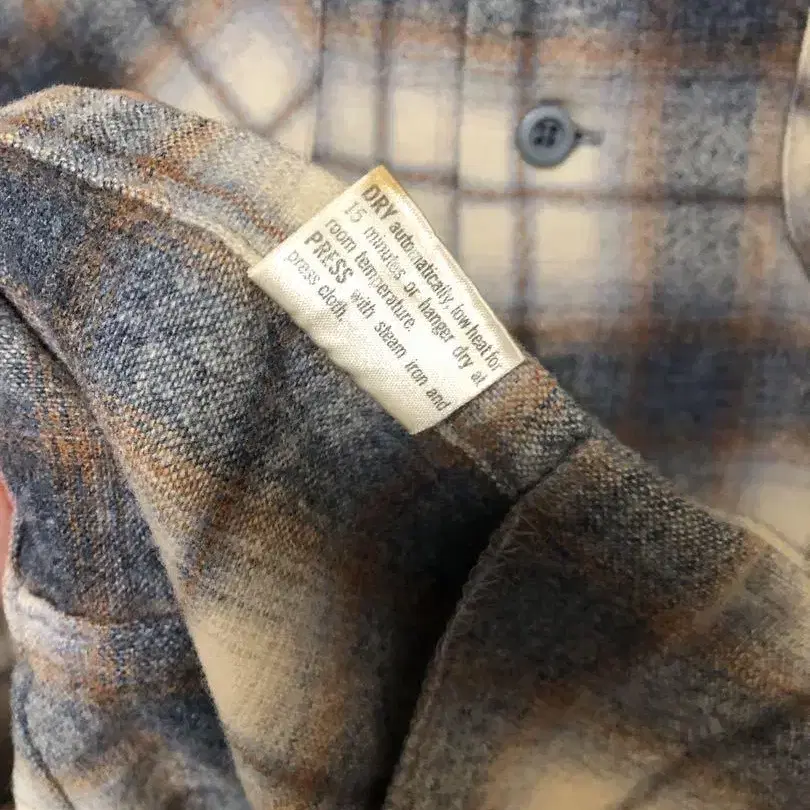 DRY automatically, low heat for
15 minutes or hanger dry at
room temperature.
PRESS with steam iron and
press cloth.